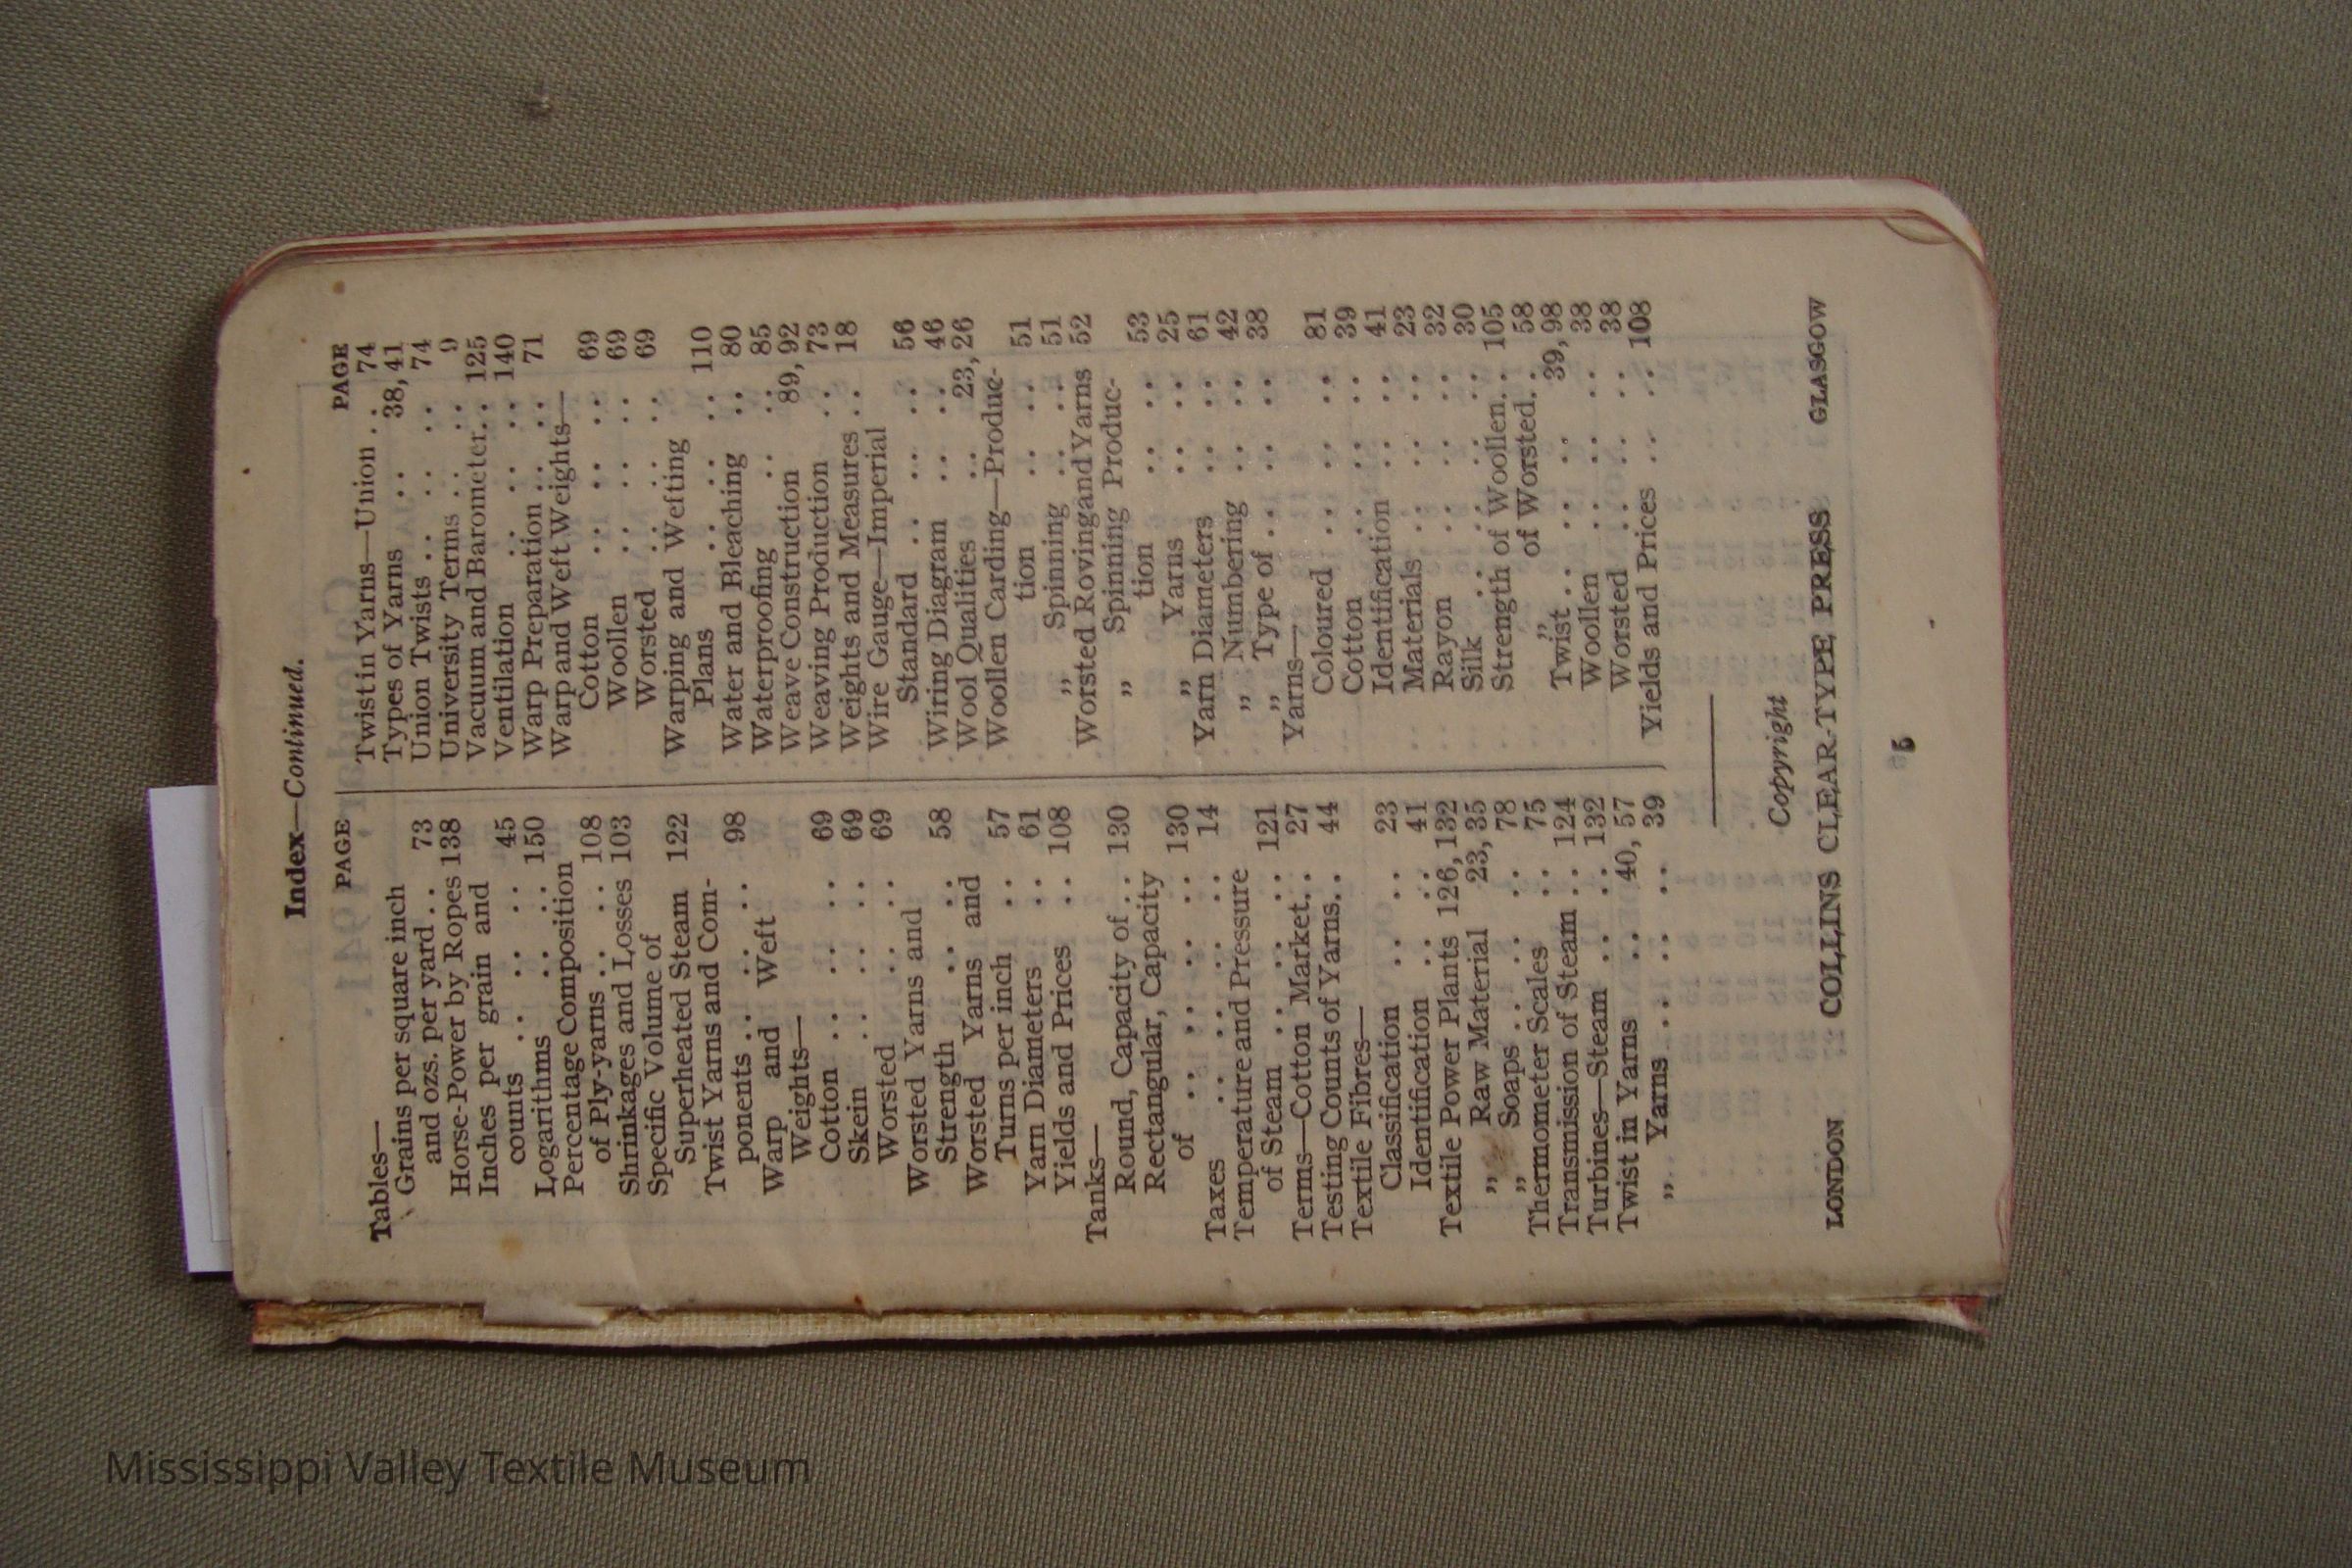 Index—Continued.
PAGE
Tables—
Grains per square inch
and ozs. per yard .. 73
Horse-Power by Ropes 138
Inches per grain and
counts .. .. .. 45
Logarithms .. .. 150
Percentage Composition
of Ply-yarns .. .. 108
Shrinkages and Losses 103
Specific Volume of
Superheated Steam 122
Twist Yarns and Com-
ponents .. .. .. 98
Warp and Weft
Weights—
Cotton .. .. .. 69
Skein .. .. .. 69
Worsted .. .. .. 69
Worsted Yarns and
Strength .. .. 58
Worsted Yarns and
Turns per inch .. 57
Yarn Diameters .. 61
Yields and Prices .. 108
Tanks—
Round, Capacity of .. 130
Rectangular, Capacity
of .. .. .. .. 130
Taxes .. .. .. .. 14
Temperature and Pressure
of Steam .. .. .. 121
Terms—Cotton Market.. 27
Testing Counts of Yarns.. 44
Textile Fibres—
Classification .. .. 23
Identification .. .. 41
Textile Power Plants 126, 132
„ Raw Material 23, 35
„ Soaps .. .. .. 78
Thermometer Scales .. 75
Transmission of Steam .. 124
Turbines—Steam .. .. 132
Twist in Yarns .. 40, 57
„ Yarns .. .. .. 39
PAGE
Twist in Yarns—Union .. 74
Types of Yarns .. 38, 41
Union Twists .. .. .. 74
University Terms .. .. 9
Vacuum and Barometer.. 125
Ventilation .. .. .. 140
Warp Preparation .. .. 71
Warp and Weft Weights—
Cotton .. .. .. 69
Woollen .. .. .. 69
Worsted .. .. .. 69
Warping and Wefting
Plans .. .. .. 110
Water and Bleaching .. 80
Waterproofing .. .. 85
Weave Construction 89, 92
Weaving Production .. 73
Weights and Measures .. 18
Wire Gauge—Imperial
Standard .. .. .. 56
Wiring Diagram .. .. 46
Wool Qualities .. 23, 26
Woollen Carding—Produc-
tion .. .. 51
„ Spinning .. .. 51
Worsted Roving and Yarns 52
„ Spinning Produc-
tion .. .. 53
„ Yarns .. .. 25
Yarn Diameters .. .. 61
„ Numbering .. .. 42
„ Type of .. .. .. 38
Yarns—
Coloured .. .. .. 81
Cotton .. .. .. 39
Identification .. .. 41
Materials .. .. .. 23
Rayon .. .. .. 32
Silk .. .. .. 30
Strength of Woollen.. 105
„ of Worsted.. 58
Twist .. .. .. 39, 98
Woollen .. .. .. 38
Worsted .. .. .. 38
Yields and Prices .. .. 108
Copyright
LONDON COLLINS CLEAR-TYPE PRESS GLASGOW
5
Mississippi Valley Textile Museum